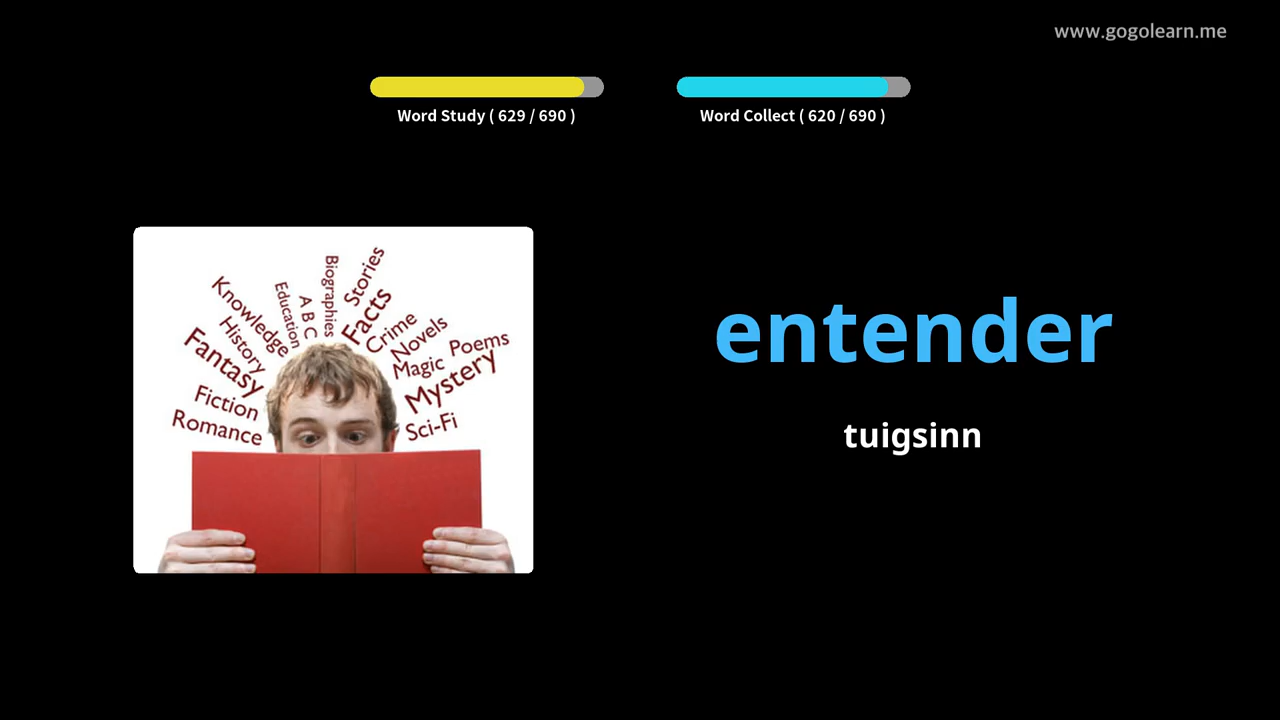 www.gogolearn.me
Word Study ( 629 / 690 )
Word Collect ( 620 / 690 )
Knowledge
Education
A B C
Biographies
Stories
Facts
History
Crime
Novels
Fantasy
Magic
Poems
Fiction
Mystery
Romance
Sci-Fi
entender
tuigsinn